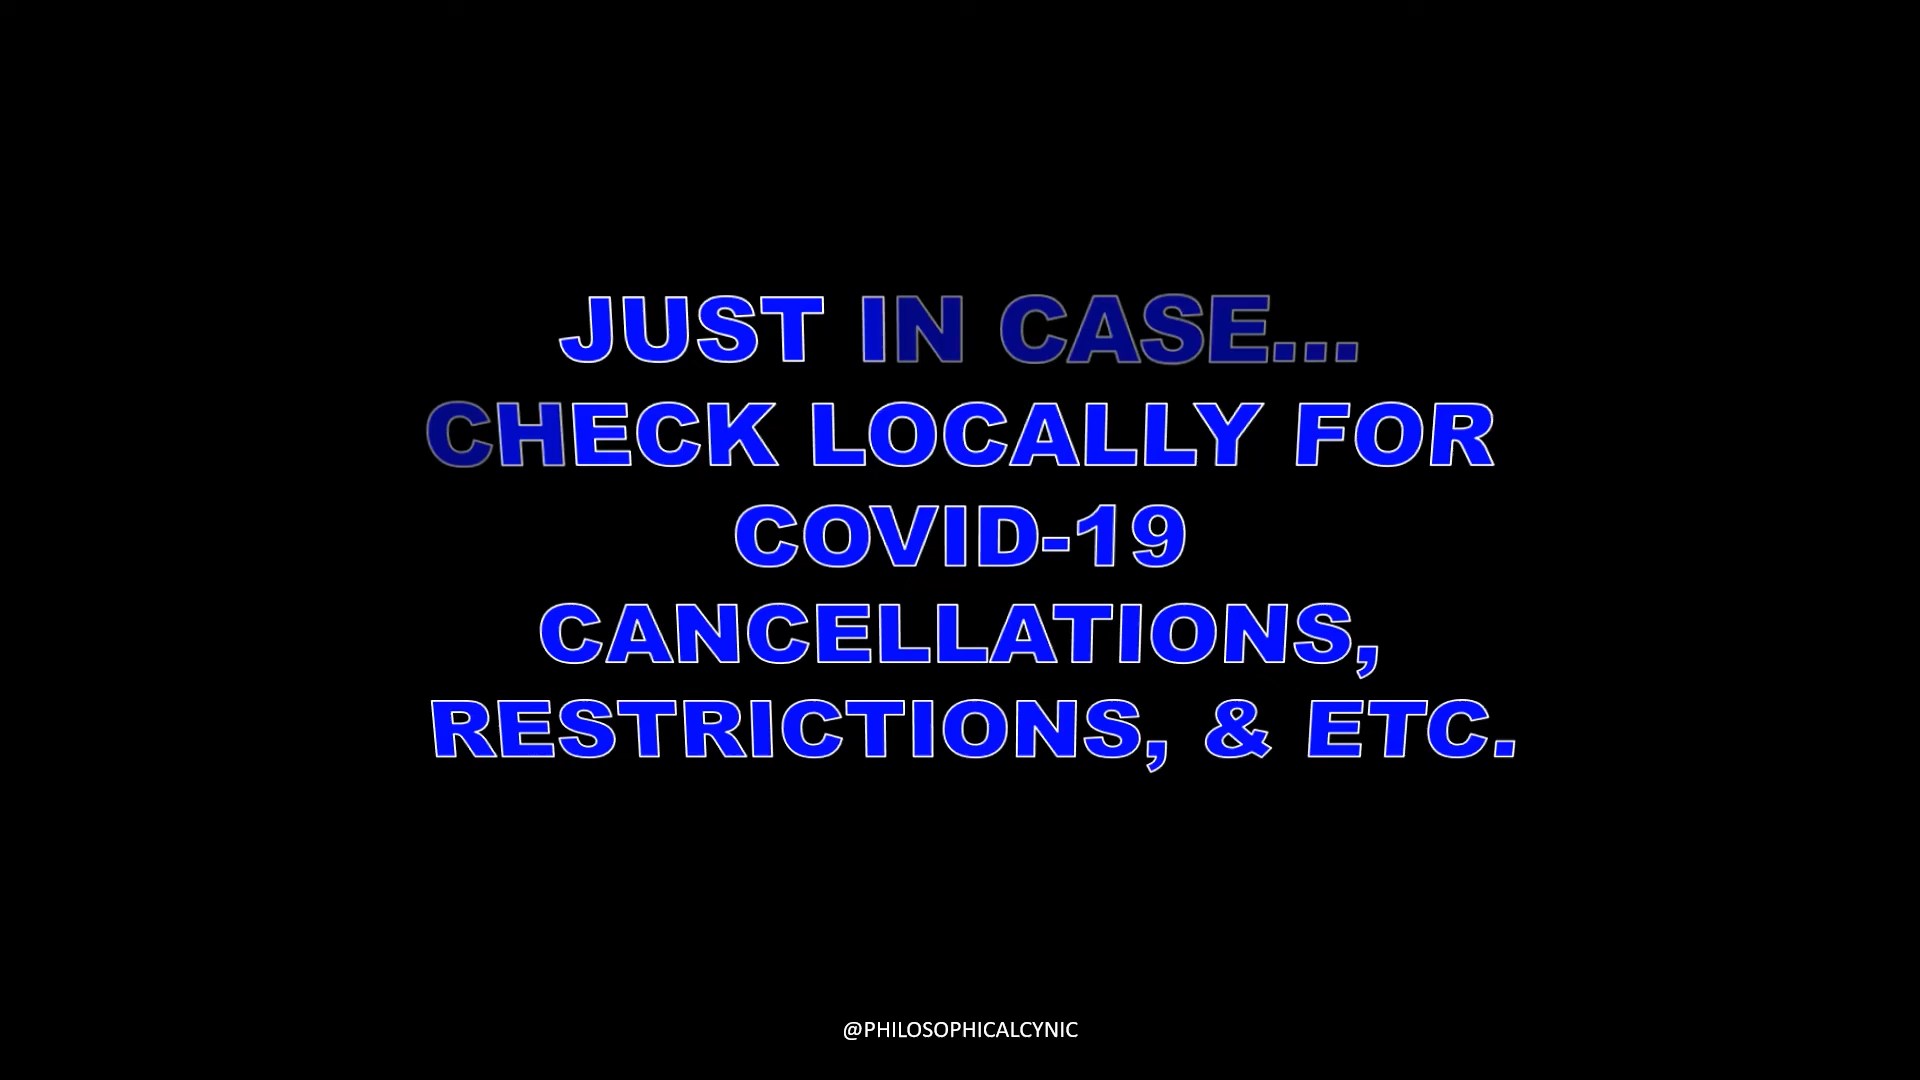 JUST IN CASE...
CHECK LOCALLY FOR
COVID-19
CANCELLATIONS,
RESTRICTIONS, & ETC.
@PHILOSOPHICALCYNIC